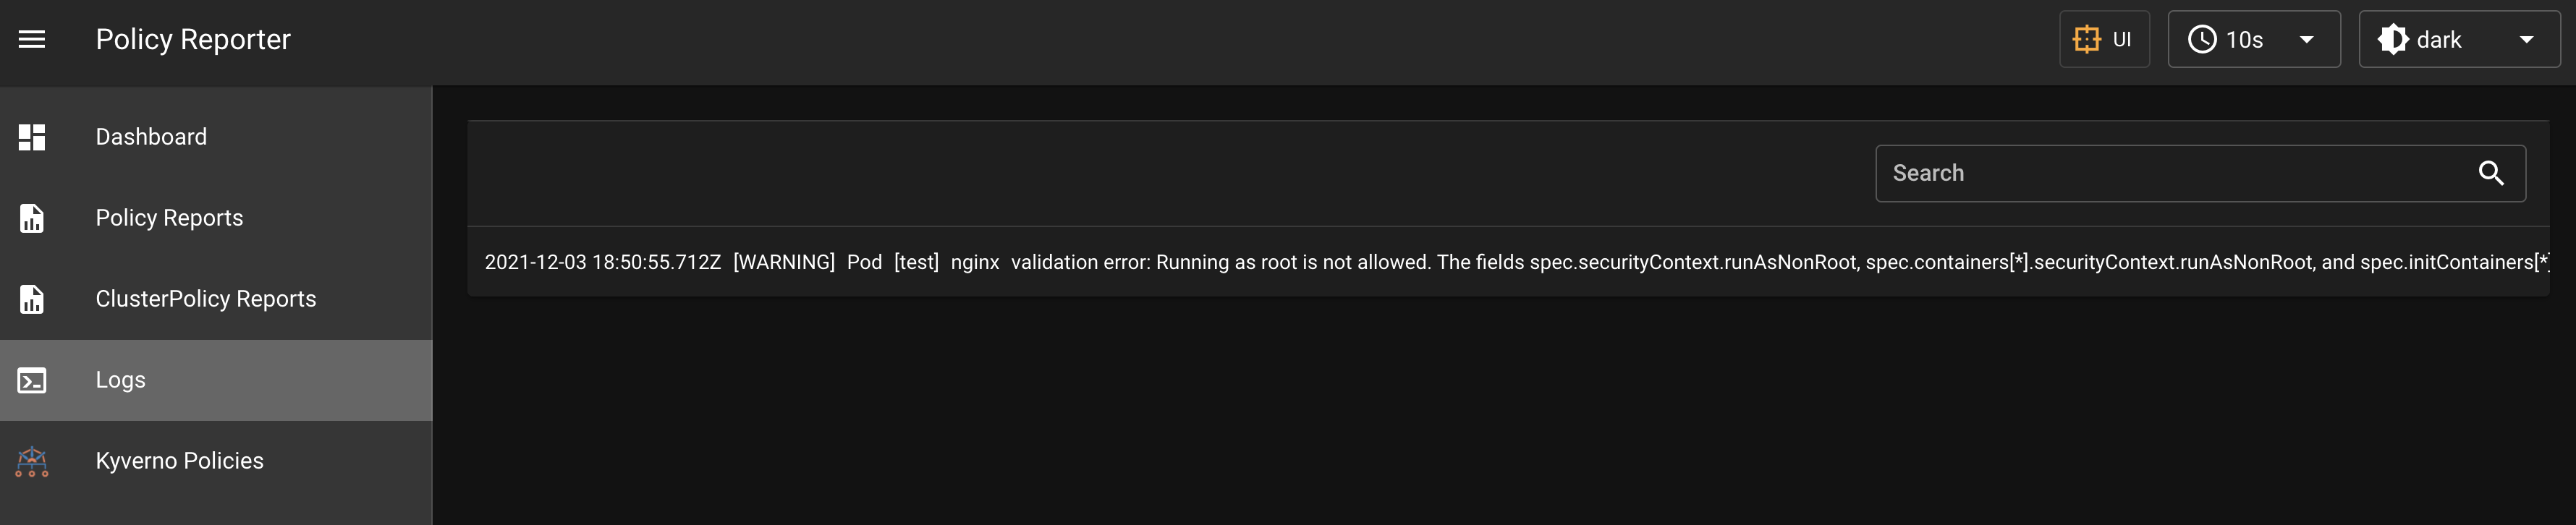 Policy Reporter
UI
10s
dark
Dashboard
Policy Reports
ClusterPolicy Reports
Logs
Kyverno Policies
Search
2021-12-03 18:50:55.712Z [WARNING] Pod [test] nginx validation error: Running as root is not allowed. The fields spec.securityContext.runAsNonRoot, spec.containers[*].securityContext.runAsNonRoot, and spec.initContainers[*]